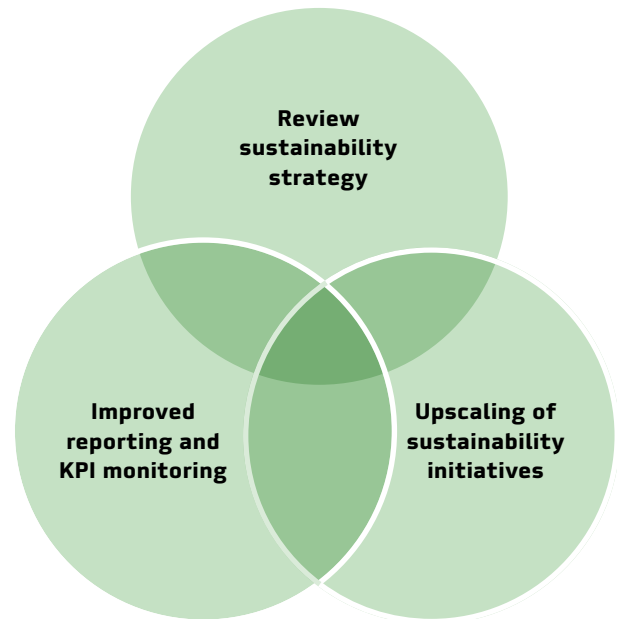 Review
sustainability
strategy
Improved
reporting and
KPI monitoring
Upscaling of
sustainability
initiatives